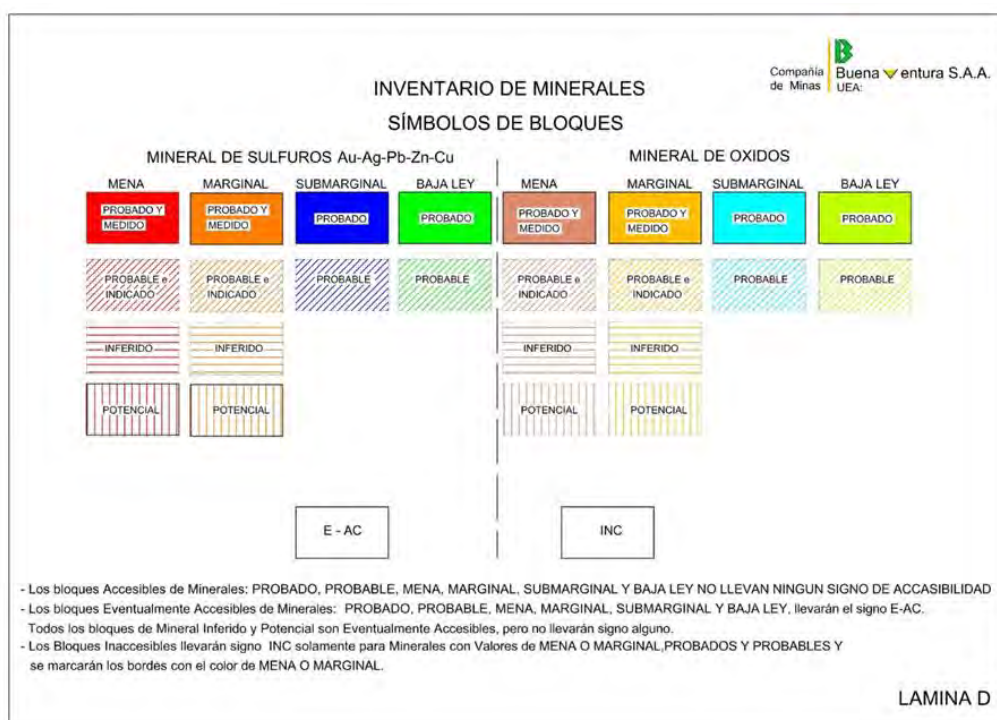 Compañía
de Minas
Buena entura S.A.A.
UEA:
INVENTARIO DE MINERALES
SÍMBOLOS DE BLOQUES
MINERAL DE SULFUROS Au-Ag-Pb-Zn-Cu
MINERAL DE OXIDOS
MENA MARGINAL SUBMARGINAL BAJA LEY MENA MARGINAL SUBMARGINAL BAJA LEY
PROBADO Y MEDIDO PROBADO Y MEDIDO PROBADO PROBADO PROBADO Y MEDIDO PROBADO Y MEDIDO PROBADO PROBADO
PROBABLE e INDICADO PROBABLE e INDICADO PROBABLE PROBABLE PROBABLE e INDICADO PROBABLE e INDICADO PROBABLE PROBABLE
INFERIDO INFERIDO INFERIDO INFERIDO
POTENCIAL POTENCIAL POTENCIAL POTENCIAL
E - AC INC
- Los bloques Accesibles de Minerales: PROBADO, PROBABLE, MENA, MARGINAL, SUBMARGINAL Y BAJA LEY NO LLEVAN NINGUN SIGNO DE ACCASIBILIDAD
- Los bloques Eventualmente Accesibles de Minerales: PROBADO, PROBABLE, MENA, MARGINAL, SUBMARGINAL Y BAJA LEY, llevarán el signo E-AC.
Todos los bloques de Mineral Inferido y Potencial son Eventualmente Accesibles, pero no llevarán signo alguno.
- Los Bloques Inaccesibles llevarán signo INC solamente para Minerales con Valores de MENA O MARGINAL,PROBADOS Y PROBABLES Y
se marcarán los bordes con el color de MENA O MARGINAL.
LAMINA D